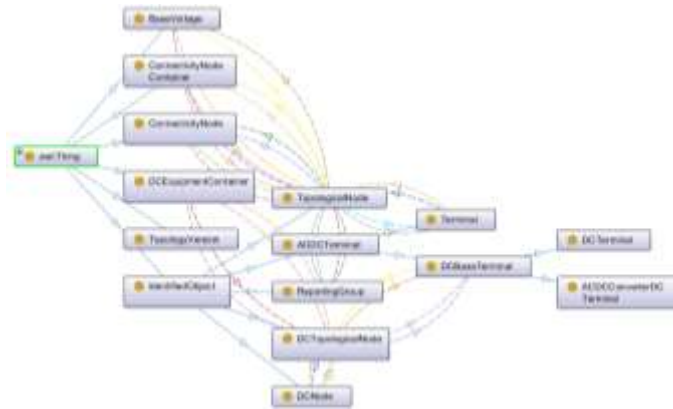 BaseVoltage
ConnectivityNode
Container
ConnectivityNode
owl:Thing
DCEquipmentContainer
TopologicalNode
Terminal
TopologyVersion
ACDCTerminal
DCTerminal
DCBaseTerminal
IdentifiedObject
ReportingGroup
ACDCConverterDC
Terminal
DCTopologicalNode
DCNode